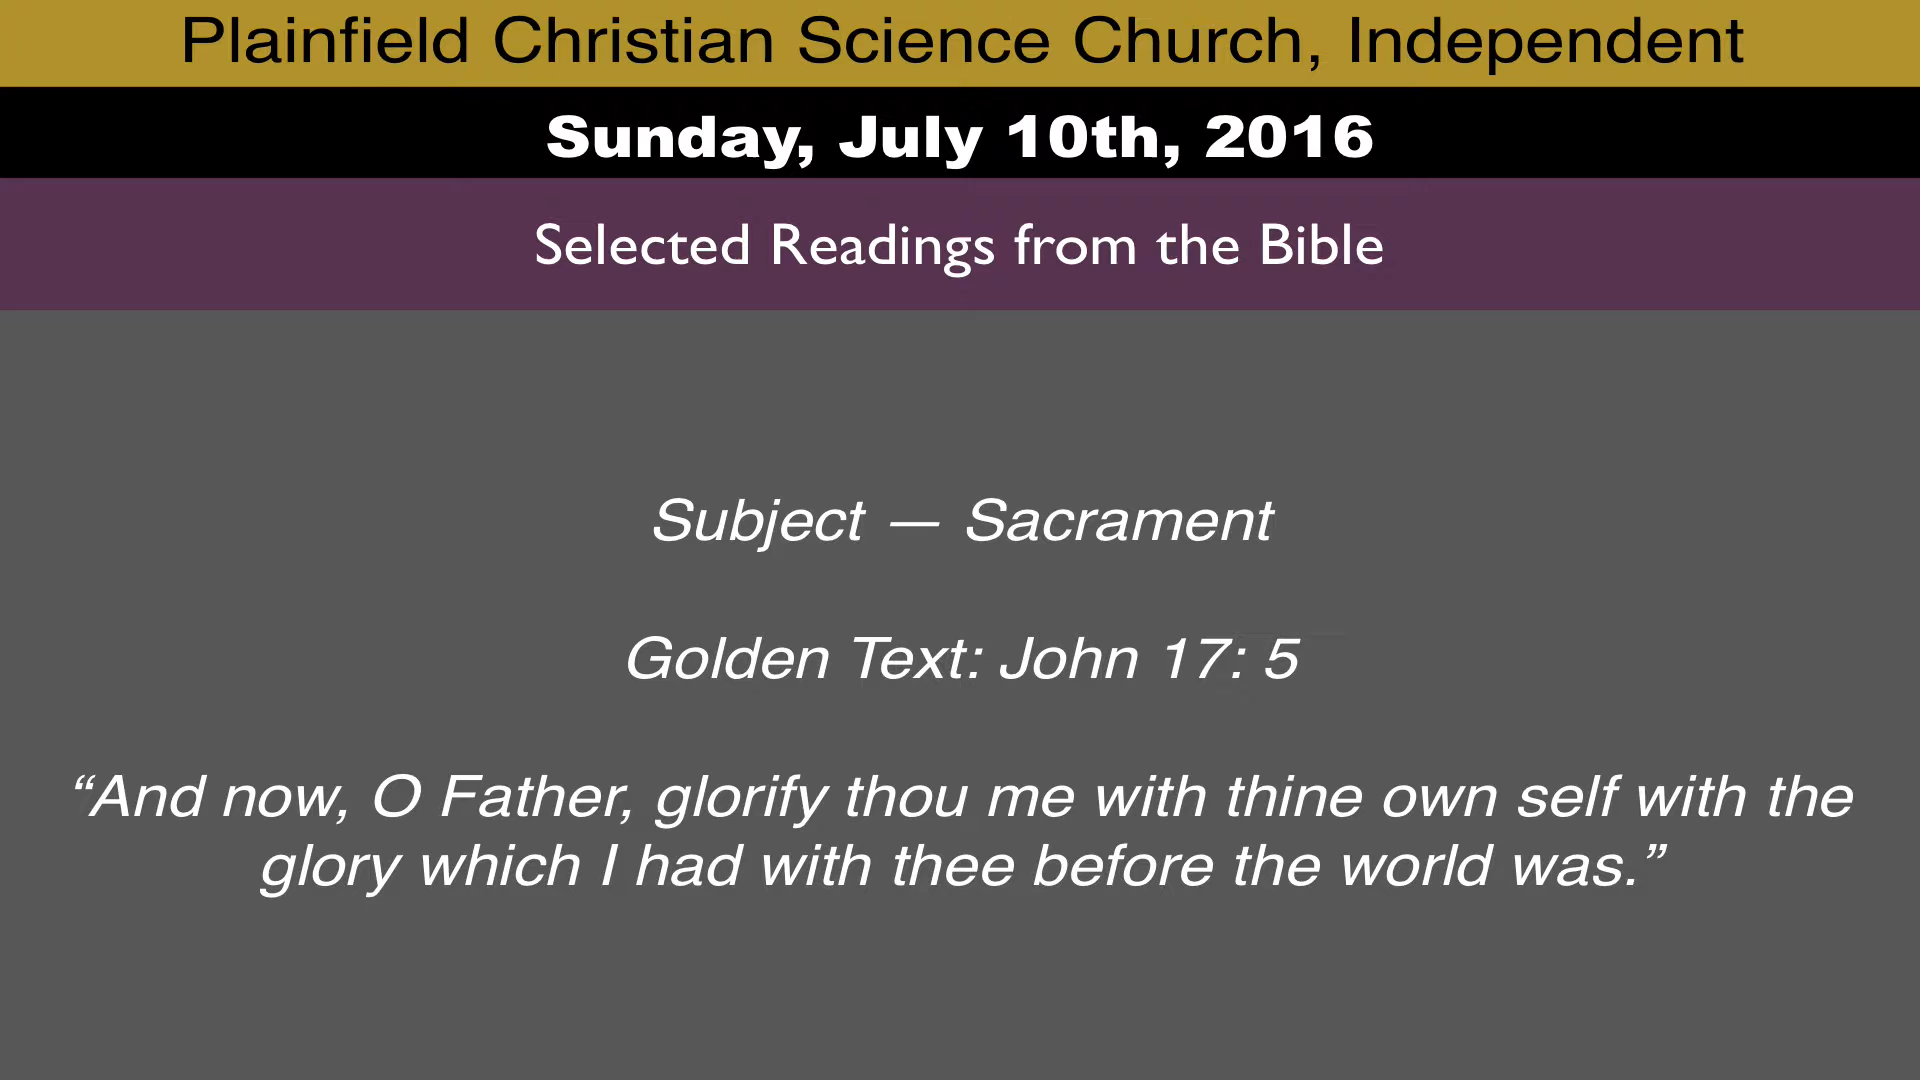 Plainfield Christian Science Church, Independent
Sunday, July 10th, 2016
Selected Readings from the Bible
Subject — Sacrament
Golden Text: John 17: 5
“And now, O Father, glorify thou me with thine own self with the
glory which I had with thee before the world was.”